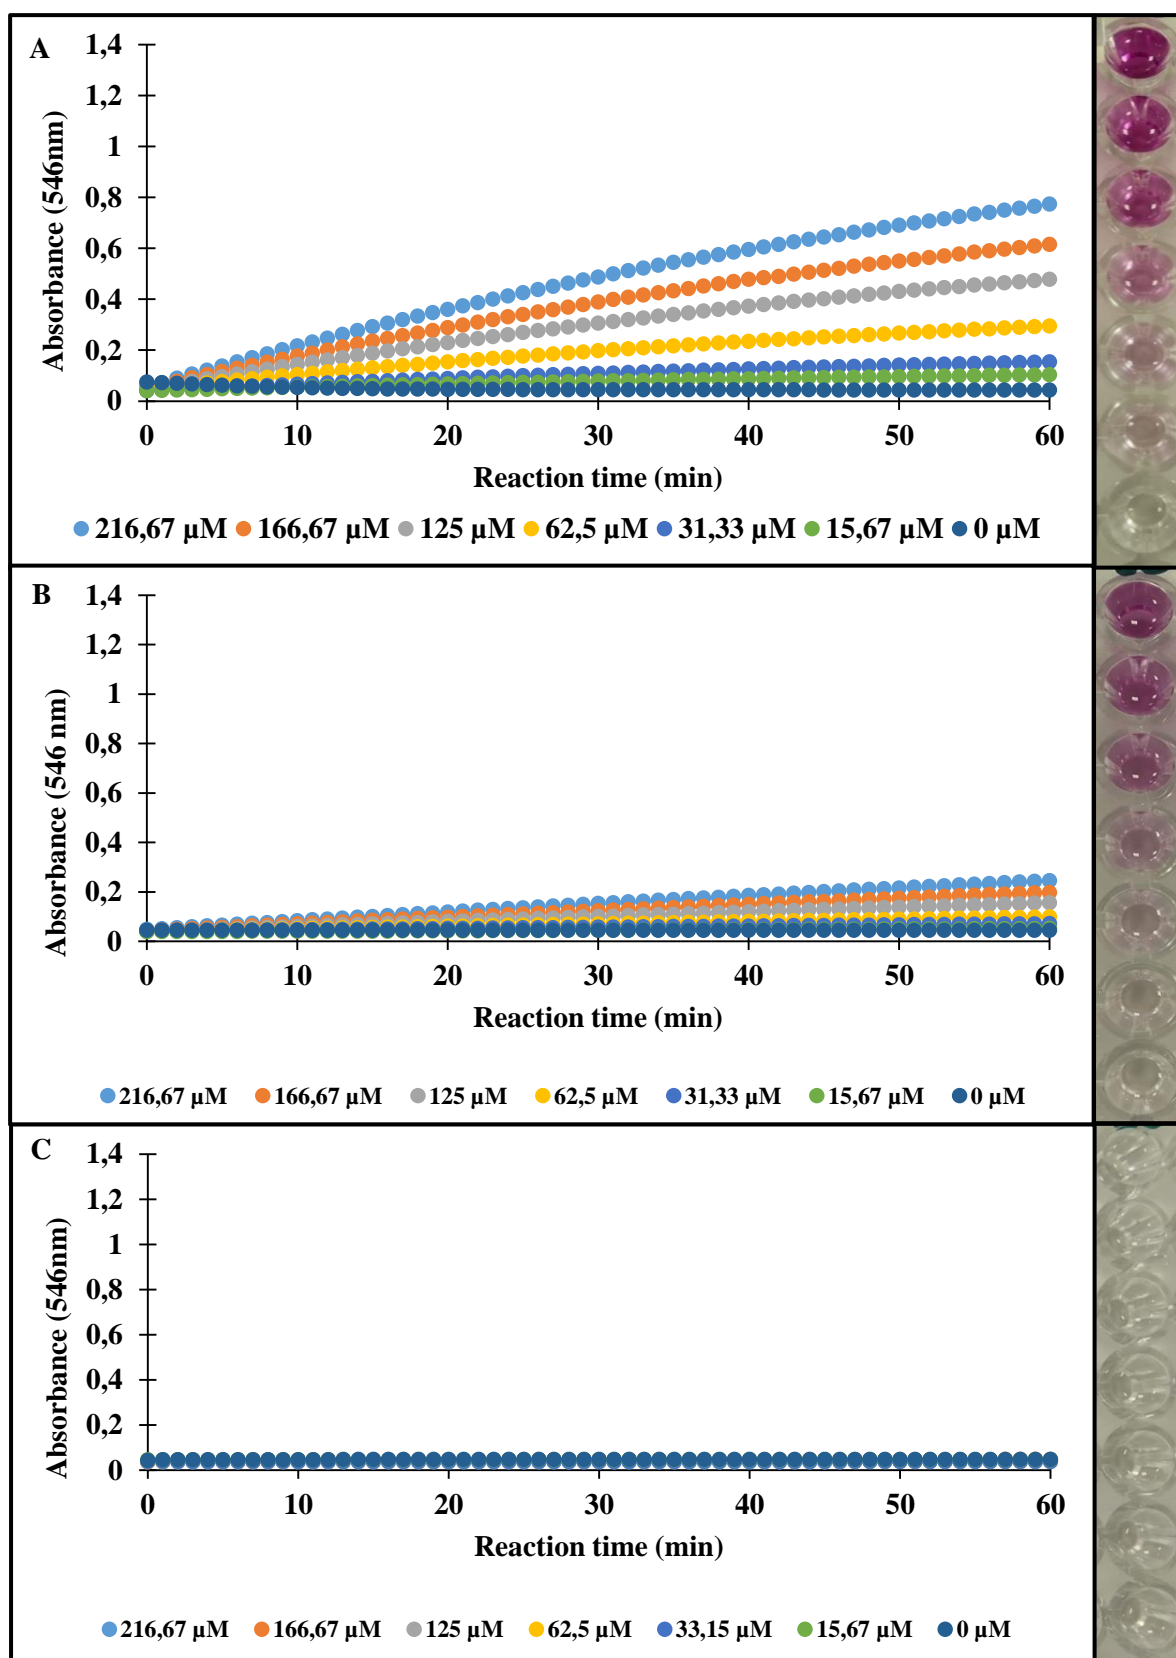 A
Absorbance (546nm)
1,4
1,2
1
0,8
0,6
0,4
0,2
0
0 10 20 30 40 50 60
Reaction time (min)
216,67 µM 166,67 µM 125 µM 62,5 µM 31,33 µM 15,67 µM 0 µM
B
Absorbance (546 nm)
1,4
1,2
1
0,8
0,6
0,4
0,2
0
0 10 20 30 40 50 60
Reaction time (min)
216,67 µM 166,67 µM 125 µM 62,5 µM 31,33 µM 15,67 µM 0 µM
C
Absorbance (546nm)
1,4
1,2
1
0,8
0,6
0,4
0,2
0
0 10 20 30 40 50 60
Reaction time (min)
216,67 µM 166,67 µM 125 µM 62,5 µM 33,15 µM 15,67 µM 0 µM